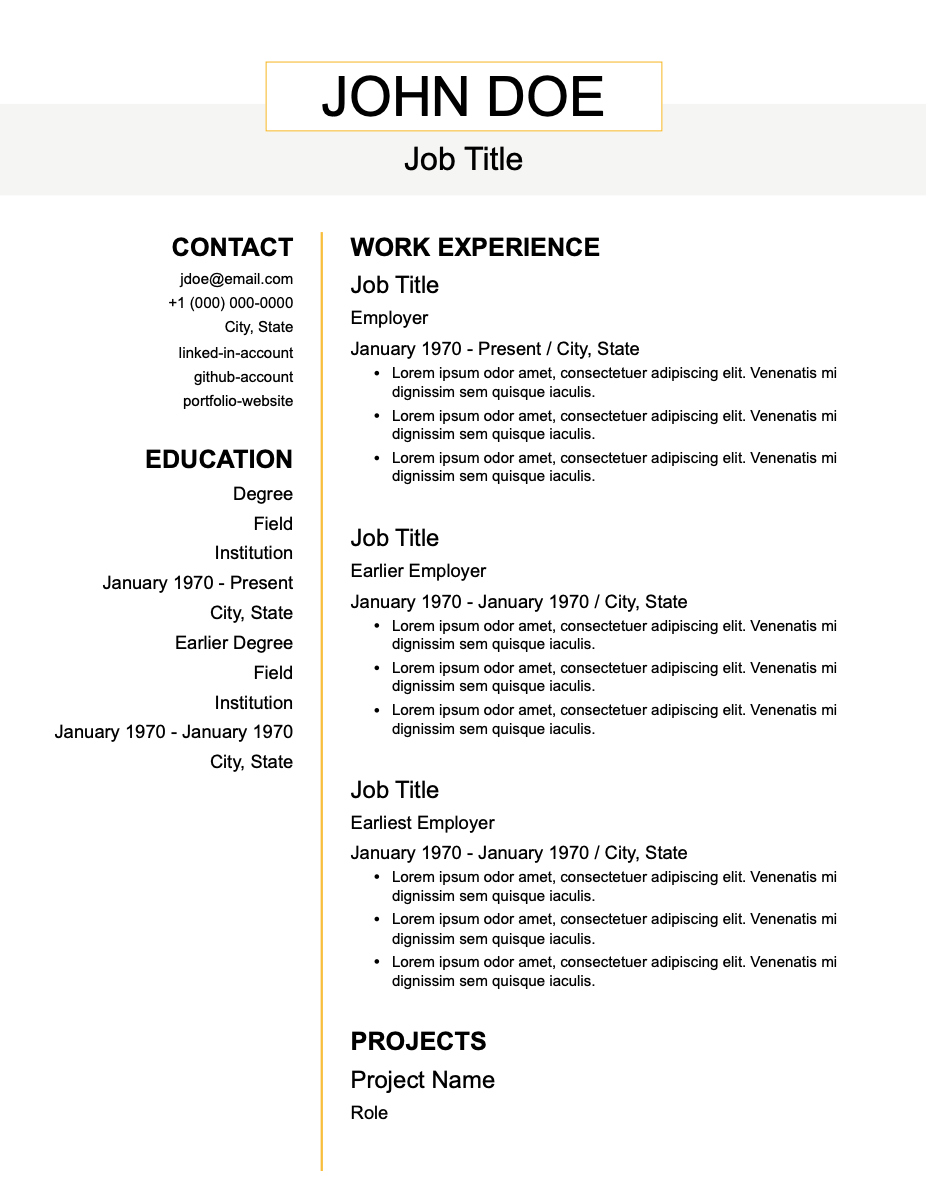 JOHN DOE
Job Title
CONTACT
jdoe@email.com
+1 (000) 000-0000
City, State
linked-in-account
github-account
portfolio-website
EDUCATION
Degree
Field
Institution
January 1970 - Present
City, State
Earlier Degree
Field
Institution
January 1970 - January 1970
City, State
WORK EXPERIENCE
Job Title
Employer
January 1970 - Present / City, State
• Lorem ipsum odor amet, consectetuer adipiscing elit. Venenatis mi
dignissim sem quisque iaculis.
• Lorem ipsum odor amet, consectetuer adipiscing elit. Venenatis mi
dignissim sem quisque iaculis.
• Lorem ipsum odor amet, consectetuer adipiscing elit. Venenatis mi
dignissim sem quisque iaculis.
Job Title
Earlier Employer
January 1970 - January 1970 / City, State
• Lorem ipsum odor amet, consectetuer adipiscing elit. Venenatis mi
dignissim sem quisque iaculis.
• Lorem ipsum odor amet, consectetuer adipiscing elit. Venenatis mi
dignissim sem quisque iaculis.
• Lorem ipsum odor amet, consectetuer adipiscing elit. Venenatis mi
dignissim sem quisque iaculis.
Job Title
Earliest Employer
January 1970 - January 1970 / City, State
• Lorem ipsum odor amet, consectetuer adipiscing elit. Venenatis mi
dignissim sem quisque iaculis.
• Lorem ipsum odor amet, consectetuer adipiscing elit. Venenatis mi
dignissim sem quisque iaculis.
• Lorem ipsum odor amet, consectetuer adipiscing elit. Venenatis mi
dignissim sem quisque iaculis.
PROJECTS
Project Name
Role